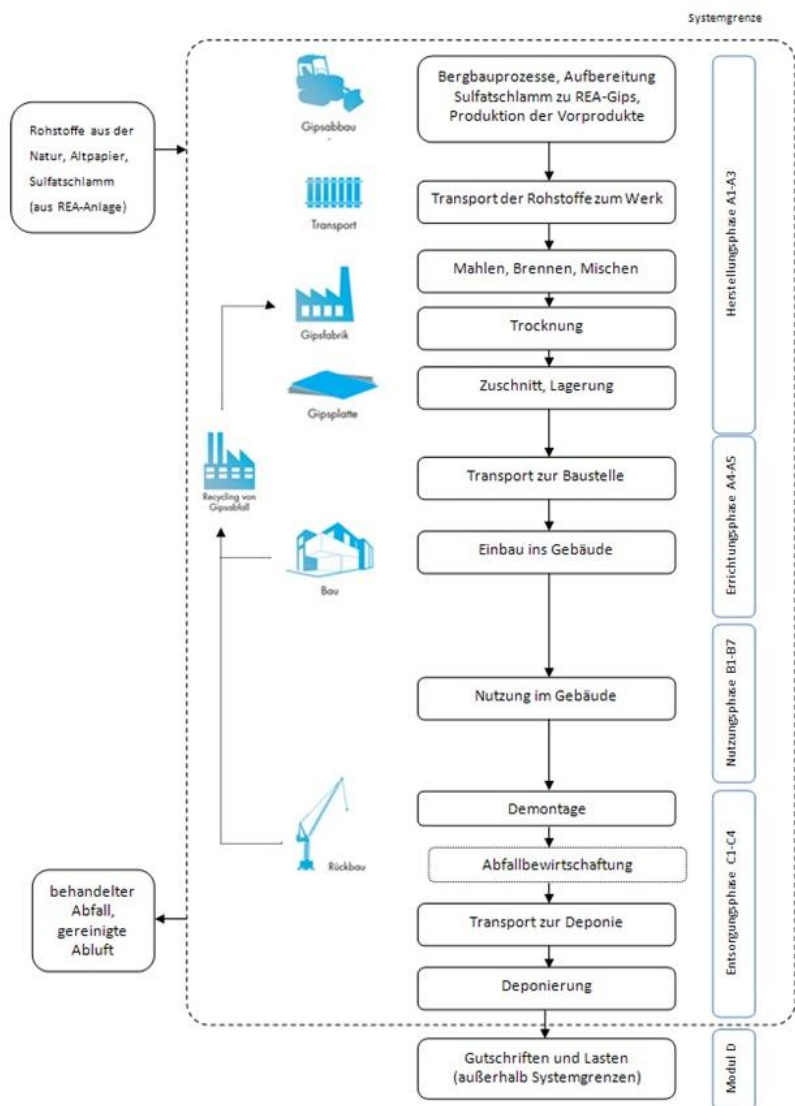 Systemgrenze
Rohstoffe aus der
Natur, Altpapier,
Sulfatschlamm
(aus REA-Anlage)
Gipsabbau
-
Bergbauprozesse, Aufbereitung
Sulfatschlamm zu REA-Gips,
Produktion der Vorprodukte
Transport
Transport der Rohstoffe zum Werk
Mahlen, Brennen, Mischen
Gipsfabrik
Trocknung
Gipsplatte
Zuschnitt, Lagerung
Herstellungsphase A1-A3
Recycling von
Gipsabfall
Transport zur Baustelle
Bau
Einbau ins Gebäude
Errichtungsphase A4-A5
Nutzung im Gebäude
Nutzungsphase B1-B7
Rückbau
Demontage
Abfallbewirtschaftung
Transport zur Deponie
Deponierung
Entsorgungsphase C1-C4
behandelter
Abfall,
gereinigte
Abluft
Gutschriften und Lasten
(außerhalb Systemgrenzen)
Modul D